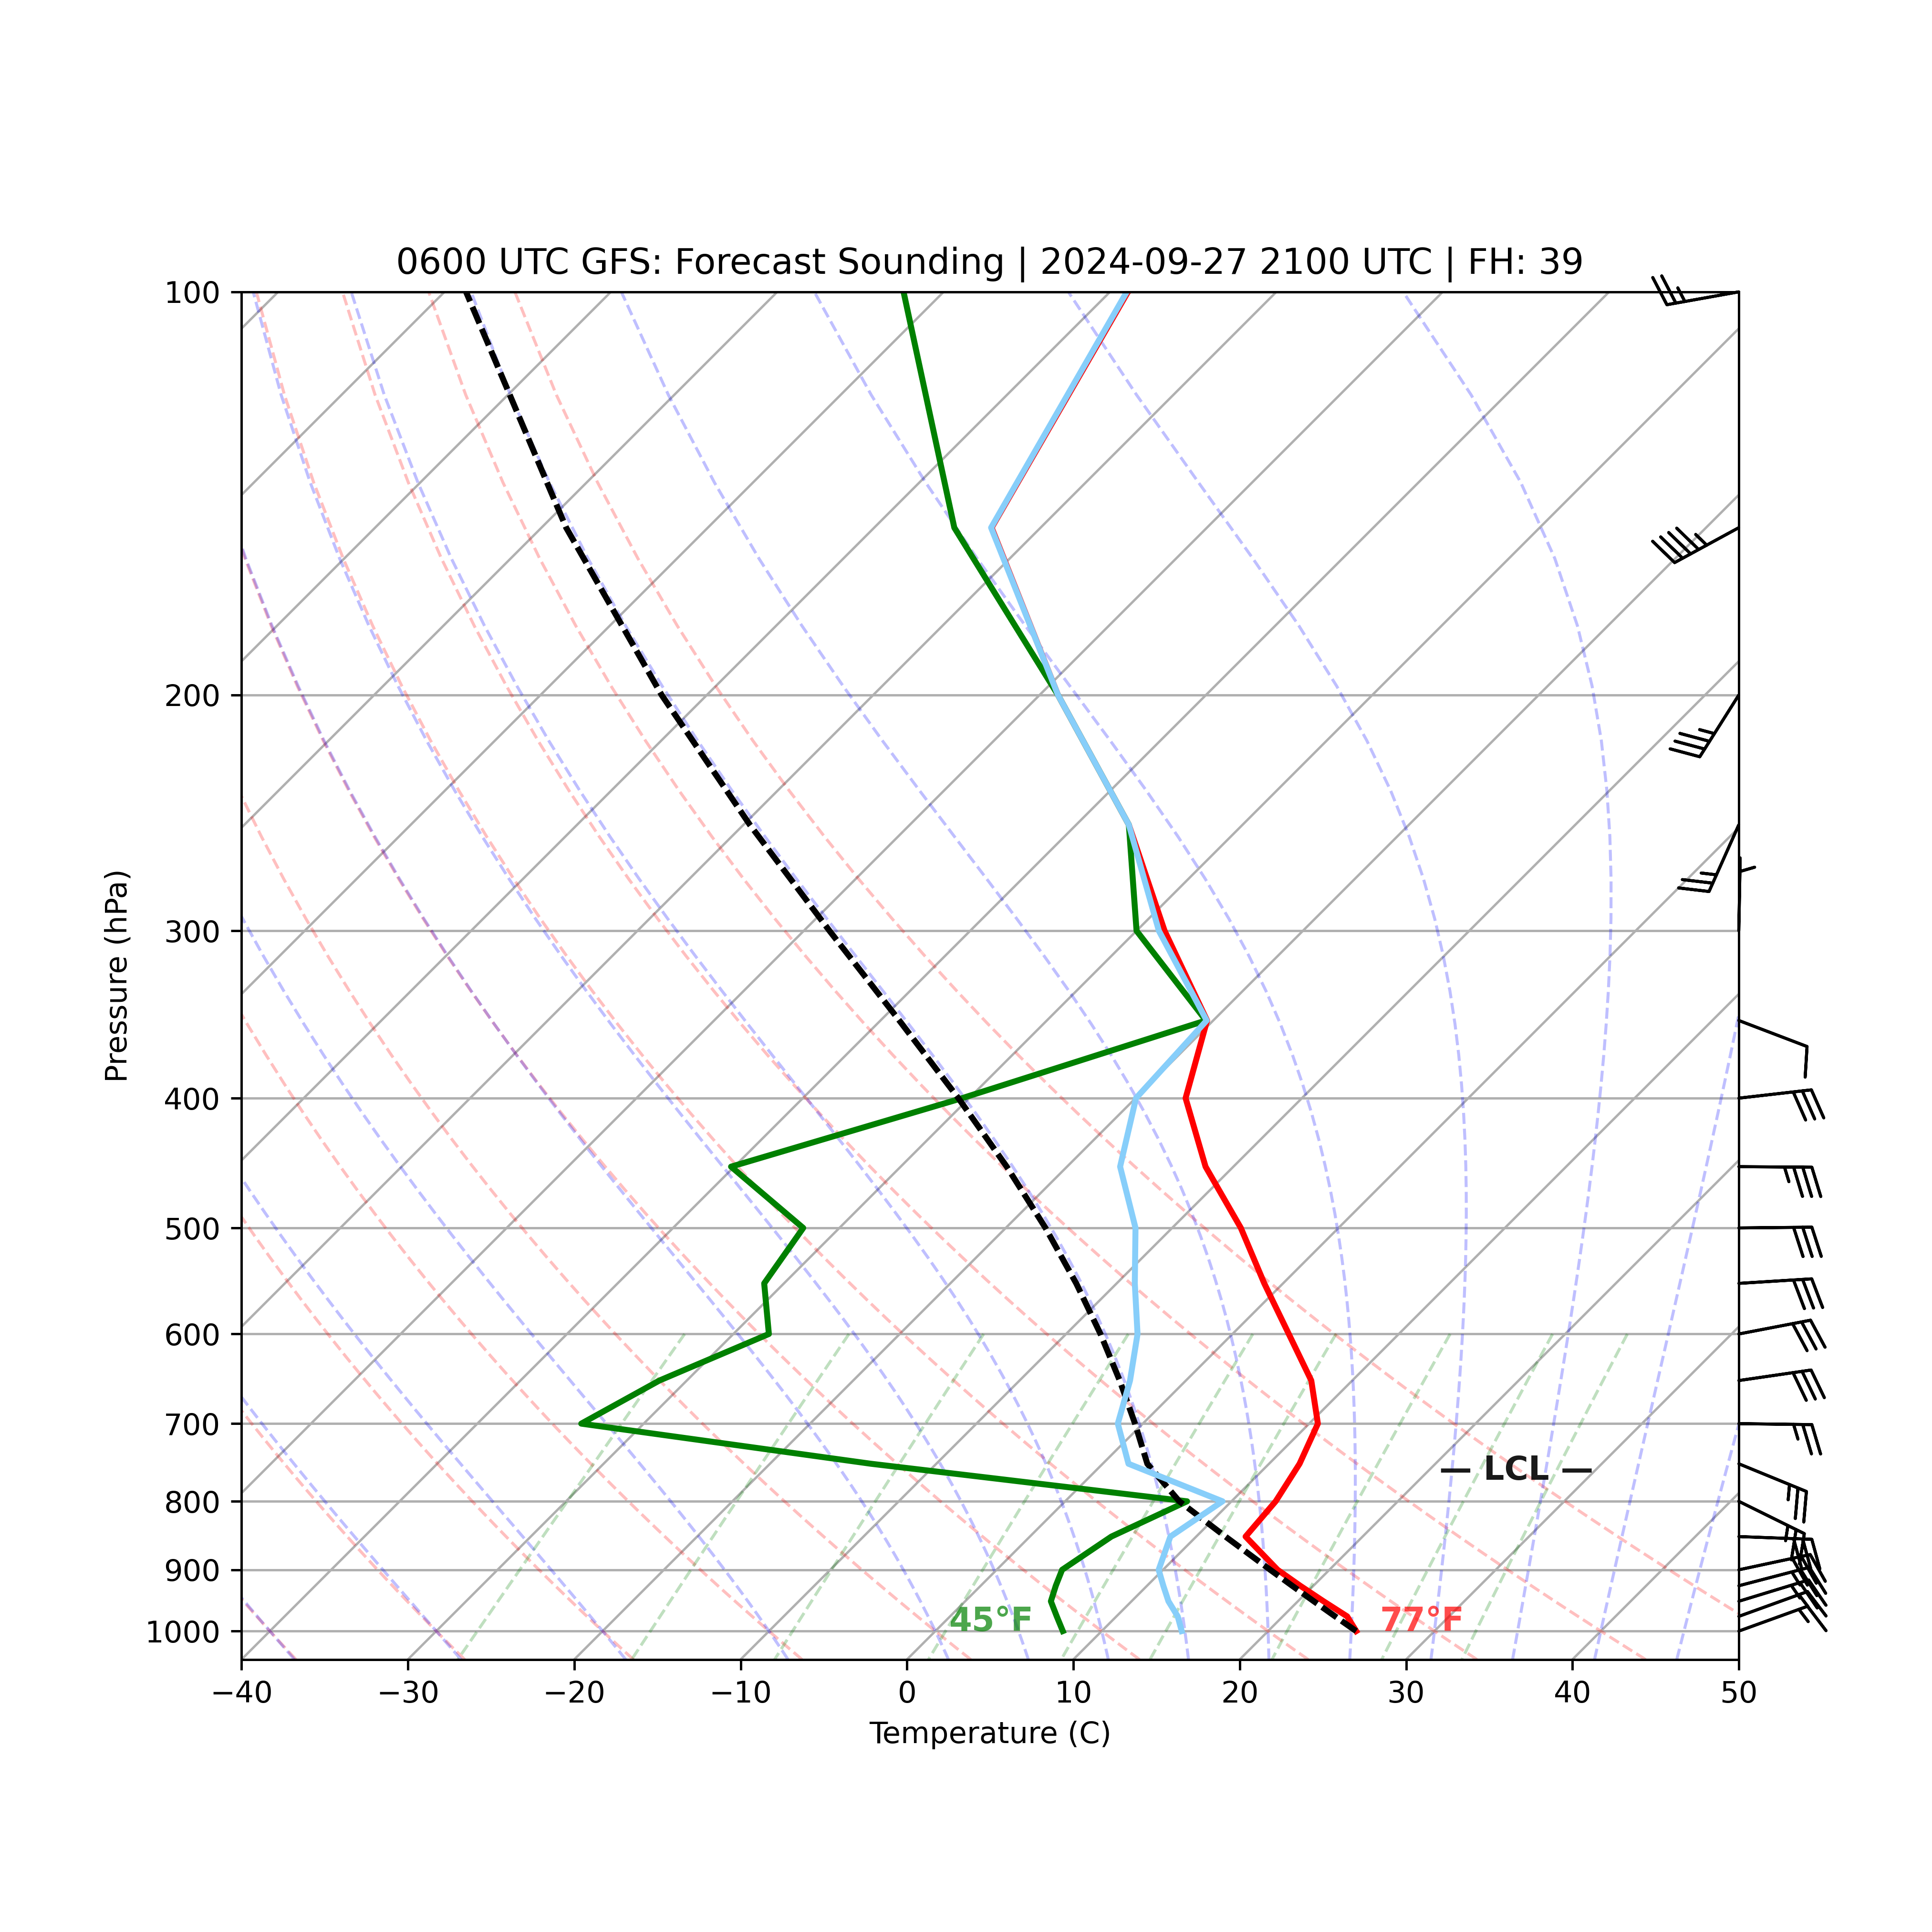 0600 UTC GFS: Forecast Sounding | 2024-09-27 2100 UTC | FH: 39
100
200
300
400
500
600
700
800
900
1000
Pressure (hPa)
— LCL —
45°F
77°F
−40 −30 −20 −10 0 10 20 30 40 50
Temperature (C)